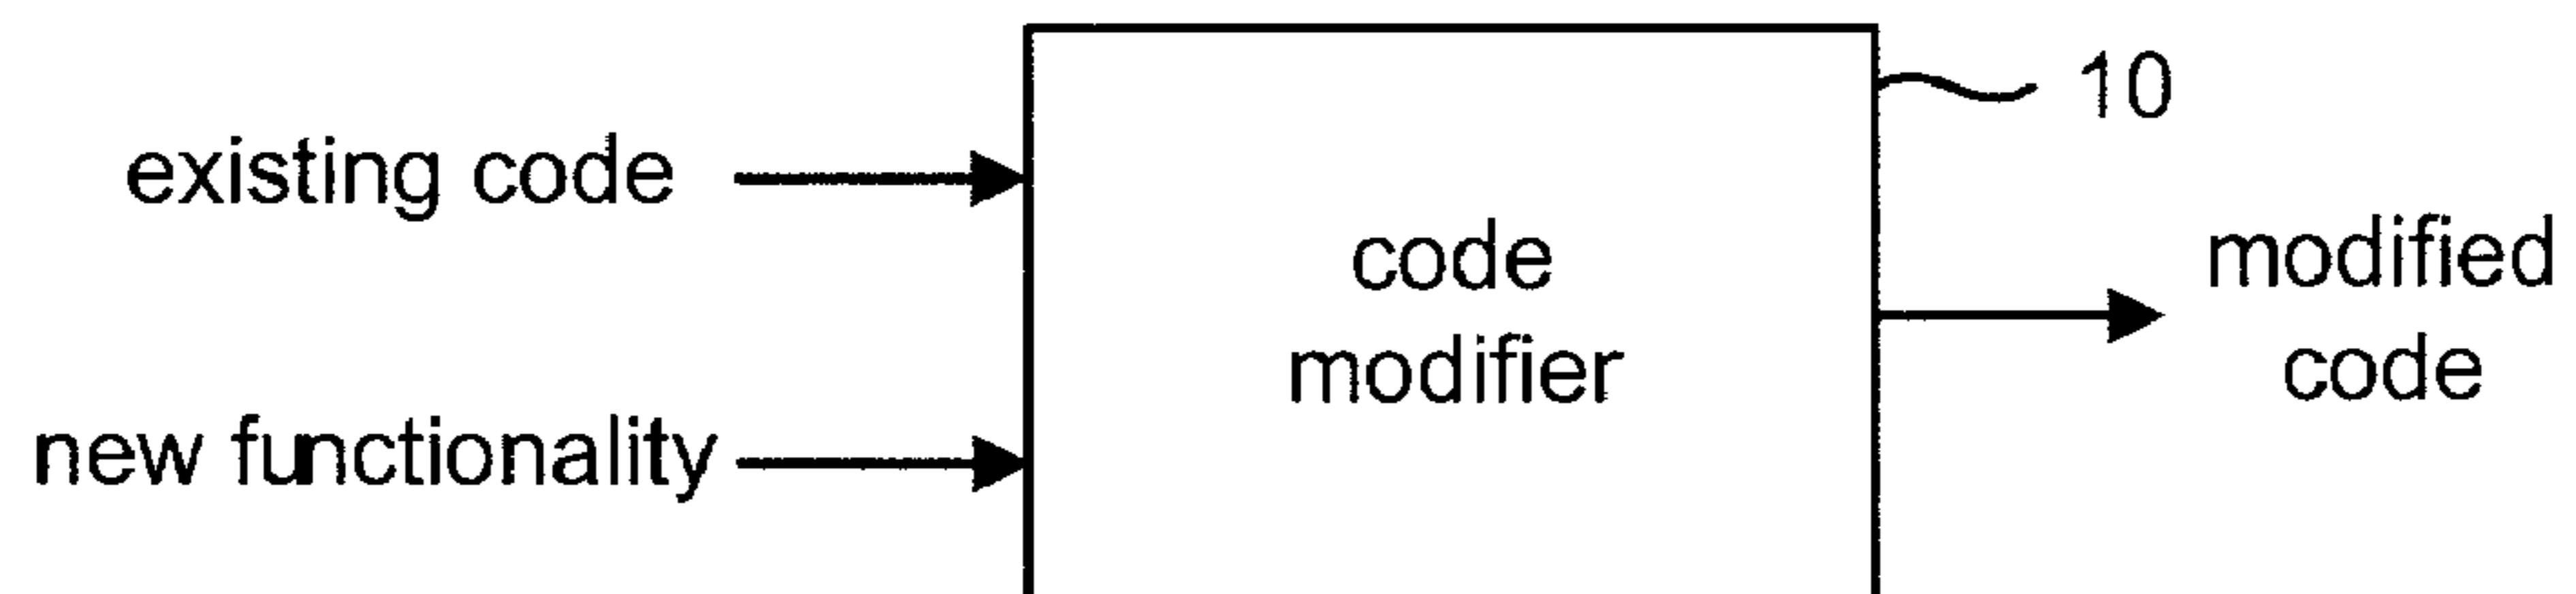 existing code
new functionality
code
modifier
10
modified
code